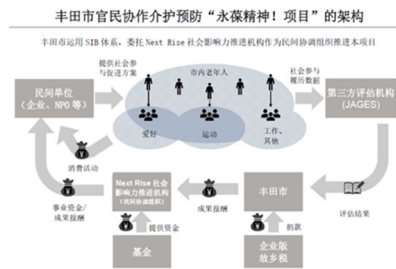 丰田市官民协作介护预防“永葆精神！项目”的架构
丰田市运用SIB体系，委托Next Rise社会影响力推进机构作为民间协调组织推进本项目
提供社会参
与促进方案
市内老年人
社会参与
履历数据
民间单位
（企业、NPO等）
第三方评估机构
（JAGES）
爱好
运动
工作、
其他
消费活动
Next Rise社会
影响力推进机构
（民间协调组织）
丰田市
事业资金/
成果报酬
成果报酬
评估结果
提供资金
捐款
基金
企业版
故乡税